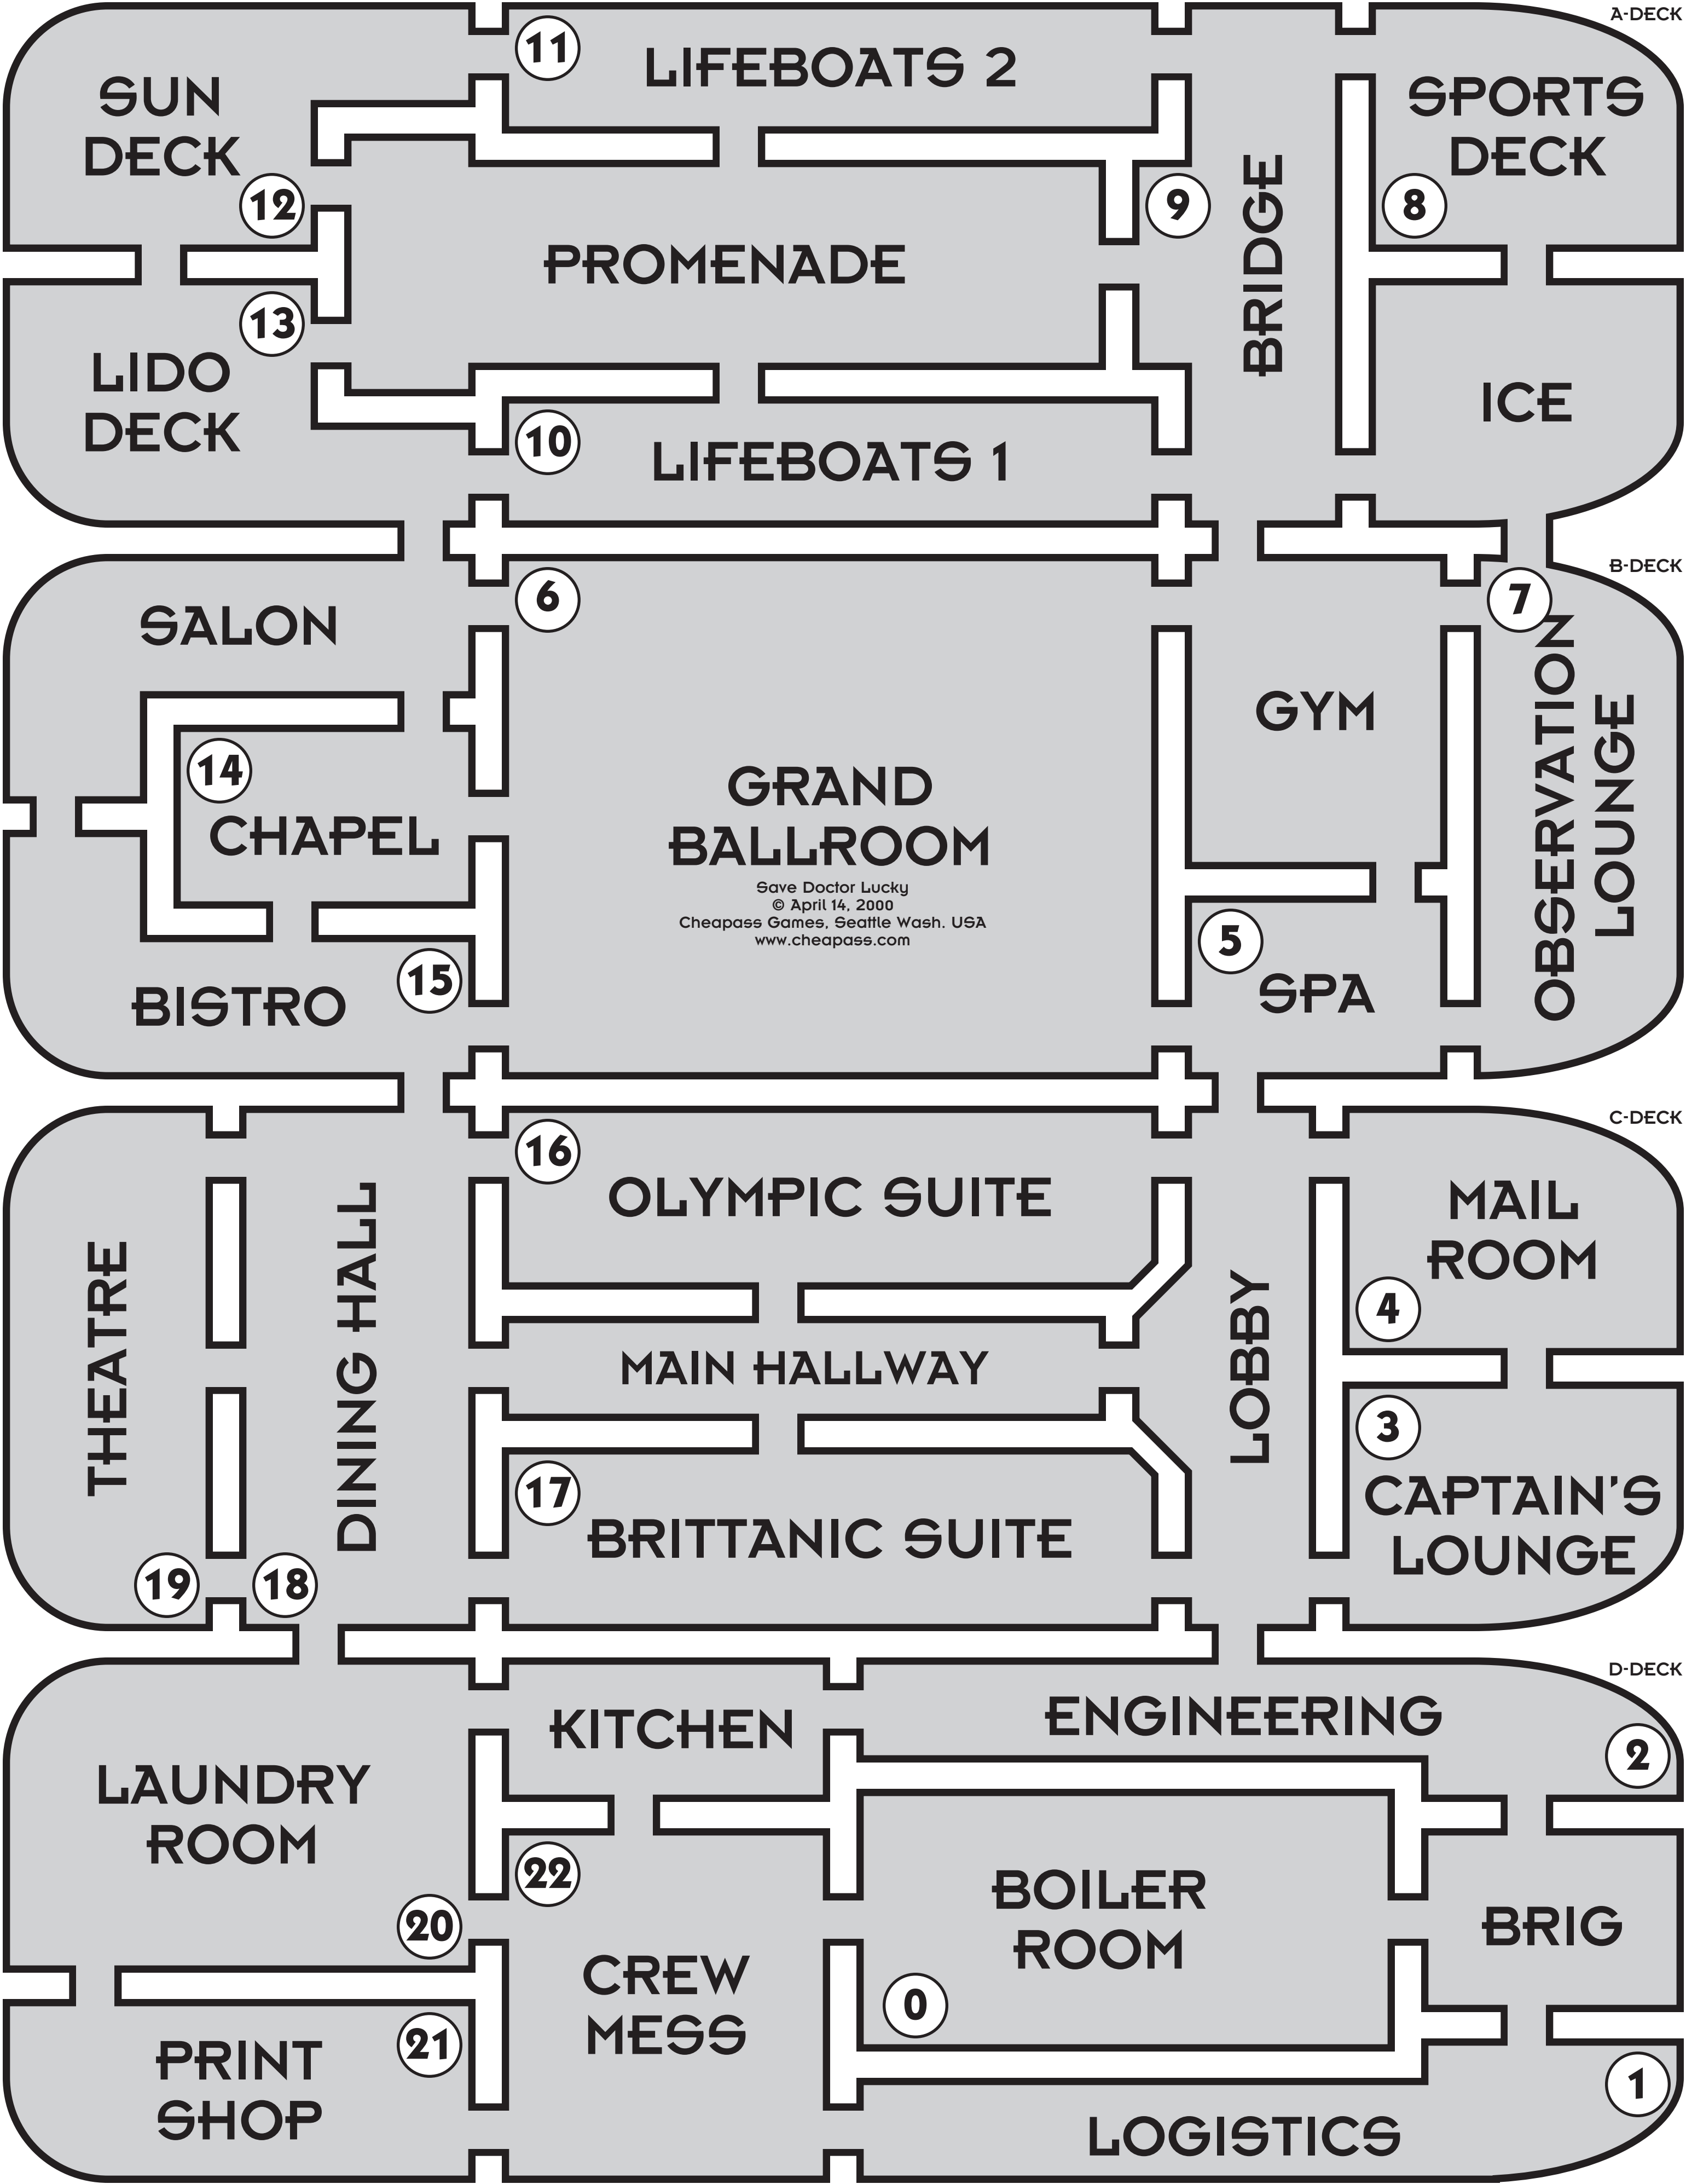 A-DECK
11
LIFEBOATS 2
SUN
DECK
SPORTS
DECK
12
9
8
BRIDGE
PROMENADE
13
LIDO
DECK
ICE
10
LIFEBOATS 1
B-DECK
6
7
SALON
OBSERVATION
LOUNGE
GYM
14
CHAPEL
GRAND
BALLROOM
Save Doctor Lucky
© April 14, 2000
Cheapass Games, Seattle Wash. USA
www.cheapass.com
5
15
BISTRO
SPA
C-DECK
16
OLYMPIC SUITE
MAIL
ROOM
THEATRE
DINING HALL
LOBBY
4
MAIN HALLWAY
3
17
CAPTAIN'S
LOUNGE
BRITTANIC SUITE
19
18
D-DECK
KITCHEN
ENGINEERING
2
LAUNDRY
ROOM
22
BOILER
ROOM
20
BRIG
CREW
MESS
0
21
PRINT
SHOP
1
LOGISTICS